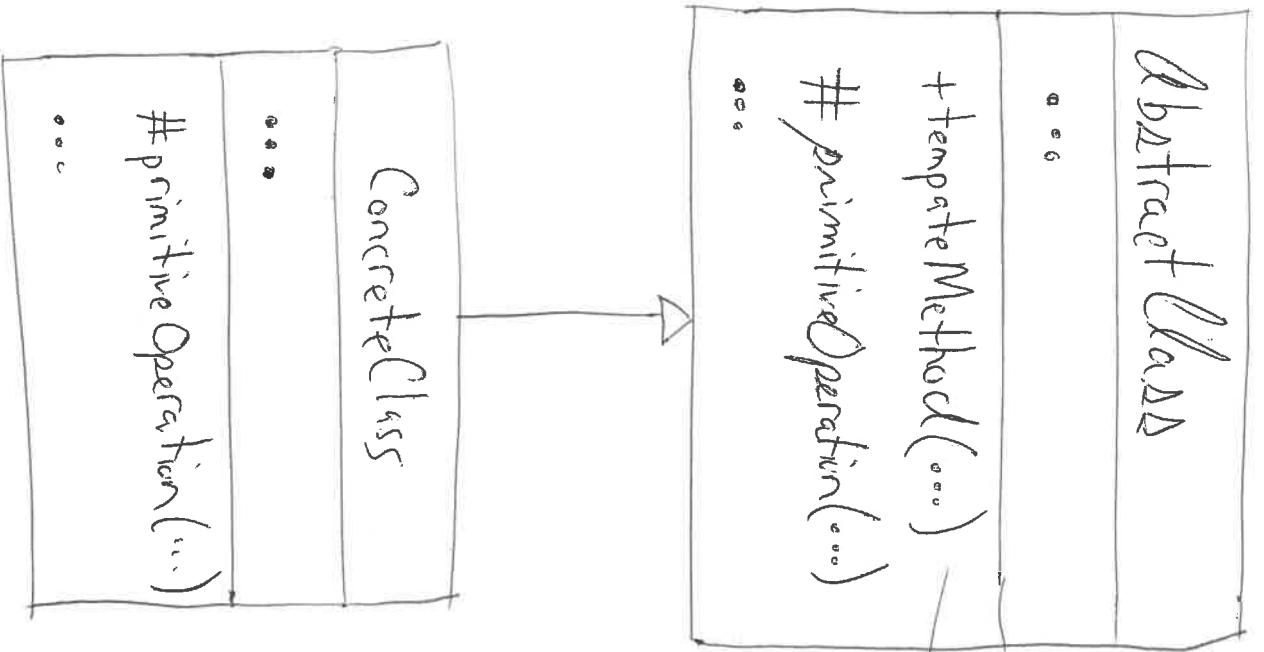 AbstractClass
...
+ tempateMethod(...)
# primitiveOperation(...)
...
ConcreteClass
...
# primitiveOperation(...)
...